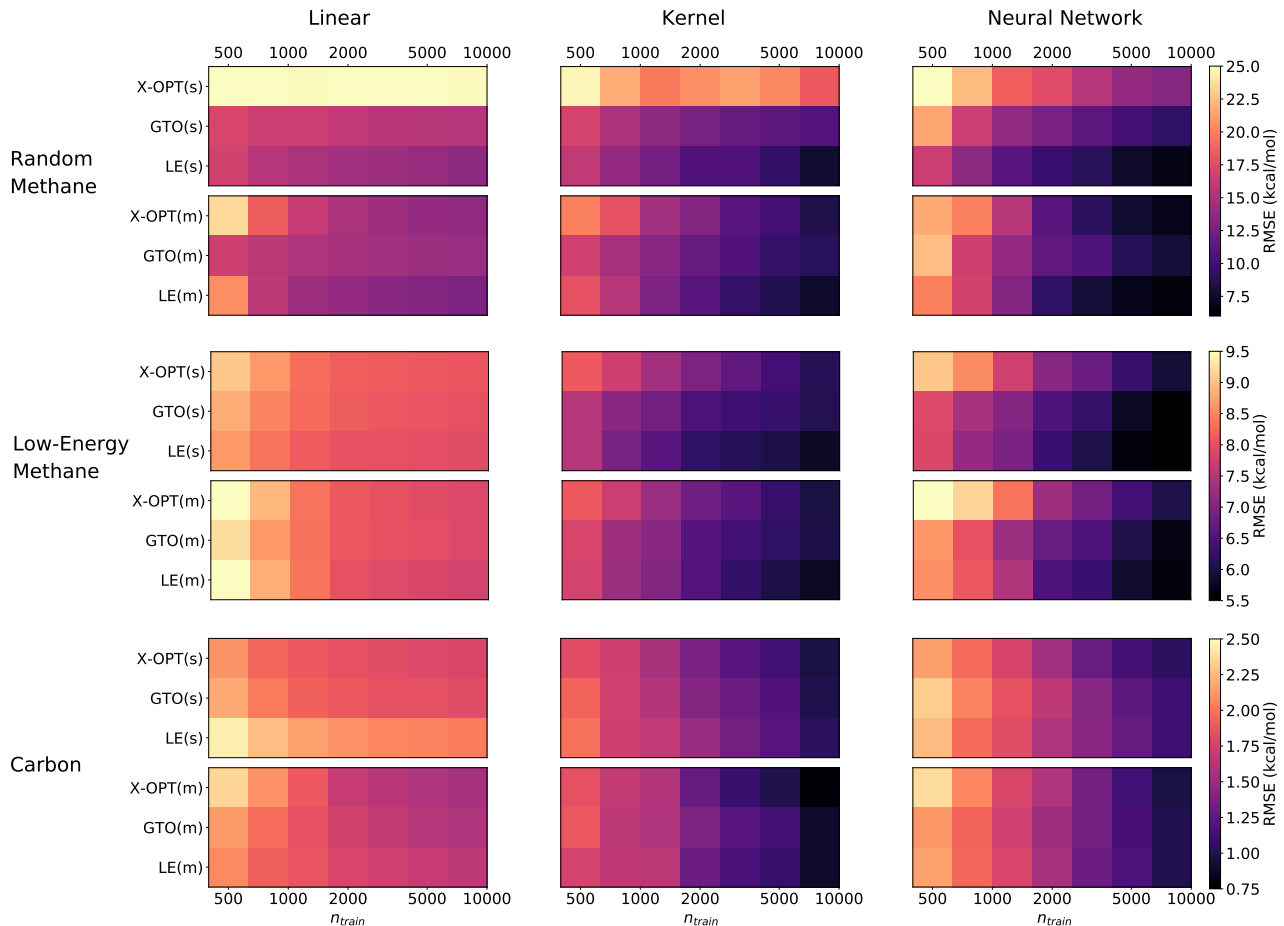 Linear
Kernel
Neural Network
500 1000 2000 5000 10000
500 1000 2000 5000 10000
500 1000 2000 5000 10000
Random
Methane
X-OPT(s)
GTO(s)
LE(s)
X-OPT(m)
GTO(m)
LE(m)
25.0
22.5
20.0
17.5
15.0
12.5
10.0
7.5
RMSE (kcal/mol)
Low-Energy
Methane
X-OPT(s)
GTO(s)
LE(s)
X-OPT(m)
GTO(m)
LE(m)
9.5
9.0
8.5
8.0
7.5
7.0
6.5
6.0
5.5
RMSE (kcal/mol)
Carbon
X-OPT(s)
GTO(s)
LE(s)
X-OPT(m)
GTO(m)
LE(m)
2.50
2.25
2.00
1.75
1.50
1.25
1.00
0.75
RMSE (kcal/mol)
500 1000 2000 5000 10000
500 1000 2000 5000 10000
500 1000 2000 5000 10000
n_train
n_train
n_train